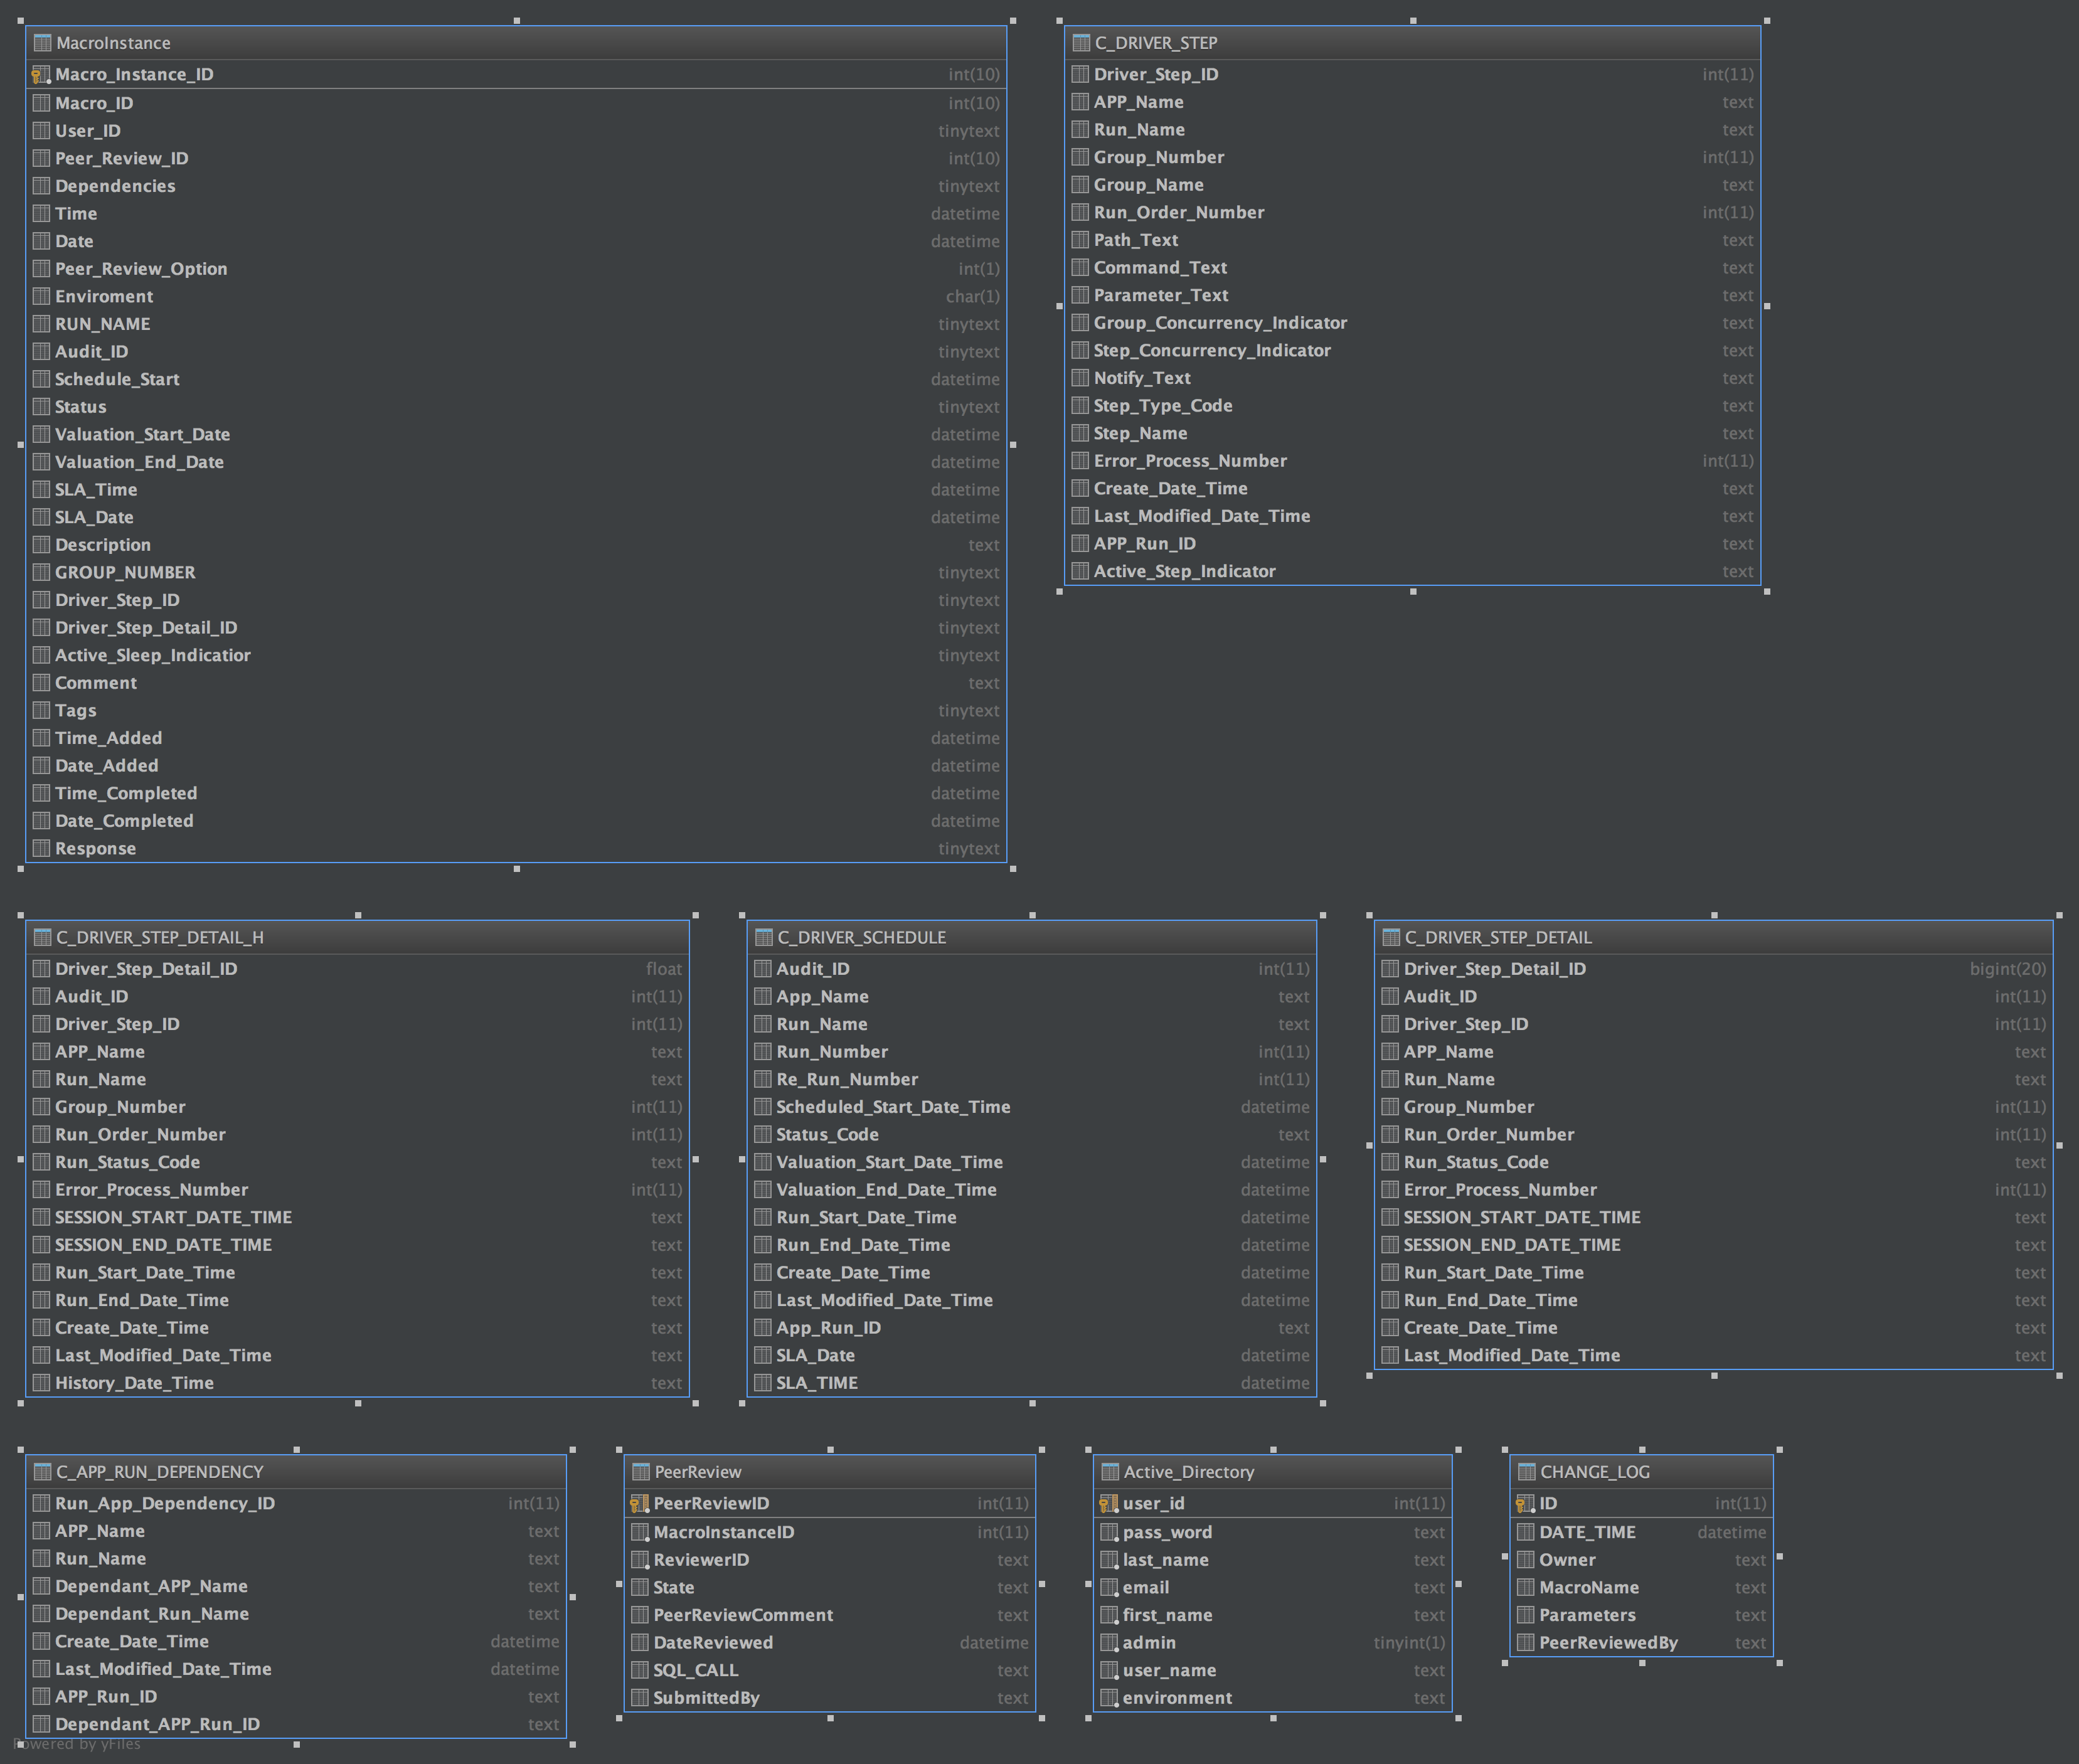 MacroInstance
Macro_Instance_ID int(10)
Macro_ID int(10)
User_ID tinytext
Peer_Review_ID int(10)
Dependencies tinytext
Time datetime
Date datetime
Peer_Review_Option int(1)
Enviroment char(1)
RUN_NAME tinytext
Audit_ID tinytext
Schedule_Start datetime
Status tinytext
Valuation_Start_Date datetime
Valuation_End_Date datetime
SLA_Time datetime
SLA_Date datetime
Description text
GROUP_NUMBER tinytext
Driver_Step_ID tinytext
Driver_Step_Detail_ID tinytext
Active_Sleep_Indicatior tinytext
Comment text
Tags tinytext
Time_Added datetime
Date_Added datetime
Time_Completed datetime
Date_Completed datetime
Response tinytext
C_DRIVER_STEP
Driver_Step_ID int(11)
APP_Name text
Run_Name text
Group_Number int(11)
Group_Name text
Run_Order_Number int(11)
Path_Text text
Command_Text text
Parameter_Text text
Group_Concurrency_Indicator text
Step_Concurrency_Indicator text
Notify_Text text
Step_Type_Code text
Step_Name text
Error_Process_Number int(11)
Create_Date_Time text
Last_Modified_Date_Time text
APP_Run_ID text
Active_Step_Indicator text
C_DRIVER_STEP_DETAIL_H
Driver_Step_Detail_ID float
Audit_ID int(11)
Driver_Step_ID int(11)
APP_Name text
Run_Name text
Group_Number int(11)
Run_Order_Number int(11)
Run_Status_Code text
Error_Process_Number int(11)
SESSION_START_DATE_TIME text
SESSION_END_DATE_TIME text
Run_Start_Date_Time text
Run_End_Date_Time text
Create_Date_Time text
Last_Modified_Date_Time text
History_Date_Time text
C_DRIVER_SCHEDULE
Audit_ID int(11)
App_Name text
Run_Name text
Run_Number int(11)
Re_Run_Number int(11)
Scheduled_Start_Date_Time datetime
Status_Code text
Valuation_Start_Date_Time datetime
Valuation_End_Date_Time datetime
Run_Start_Date_Time datetime
Run_End_Date_Time datetime
Create_Date_Time datetime
Last_Modified_Date_Time datetime
App_Run_ID text
SLA_Date datetime
SLA_TIME datetime
C_DRIVER_STEP_DETAIL
Driver_Step_Detail_ID bigint(20)
Audit_ID int(11)
Driver_Step_ID int(11)
APP_Name text
Run_Name text
Group_Number int(11)
Run_Order_Number int(11)
Run_Status_Code text
Error_Process_Number int(11)
SESSION_START_DATE_TIME text
SESSION_END_DATE_TIME text
Run_Start_Date_Time text
Run_End_Date_Time text
Create_Date_Time text
Last_Modified_Date_Time text
C_APP_RUN_DEPENDENCY
Run_App_Dependency_ID int(11)
APP_Name text
Run_Name text
Dependant_APP_Name text
Dependant_Run_Name text
Create_Date_Time datetime
Last_Modified_Date_Time datetime
APP_Run_ID text
Dependant_APP_Run_ID text
PeerReview
PeerReviewID int(11)
MacroInstanceID int(11)
ReviewerID text
State text
PeerReviewComment text
DateReviewed datetime
SQL_CALL text
SubmittedBy text
Active_Directory
user_id int(11)
pass_word text
last_name text
email text
first_name text
admin tinyint(1)
user_name text
environment text
CHANGE_LOG
ID int(11)
DATE_TIME datetime
Owner text
MacroName text
Parameters text
PeerReviewedBy text
Powered by yFiles